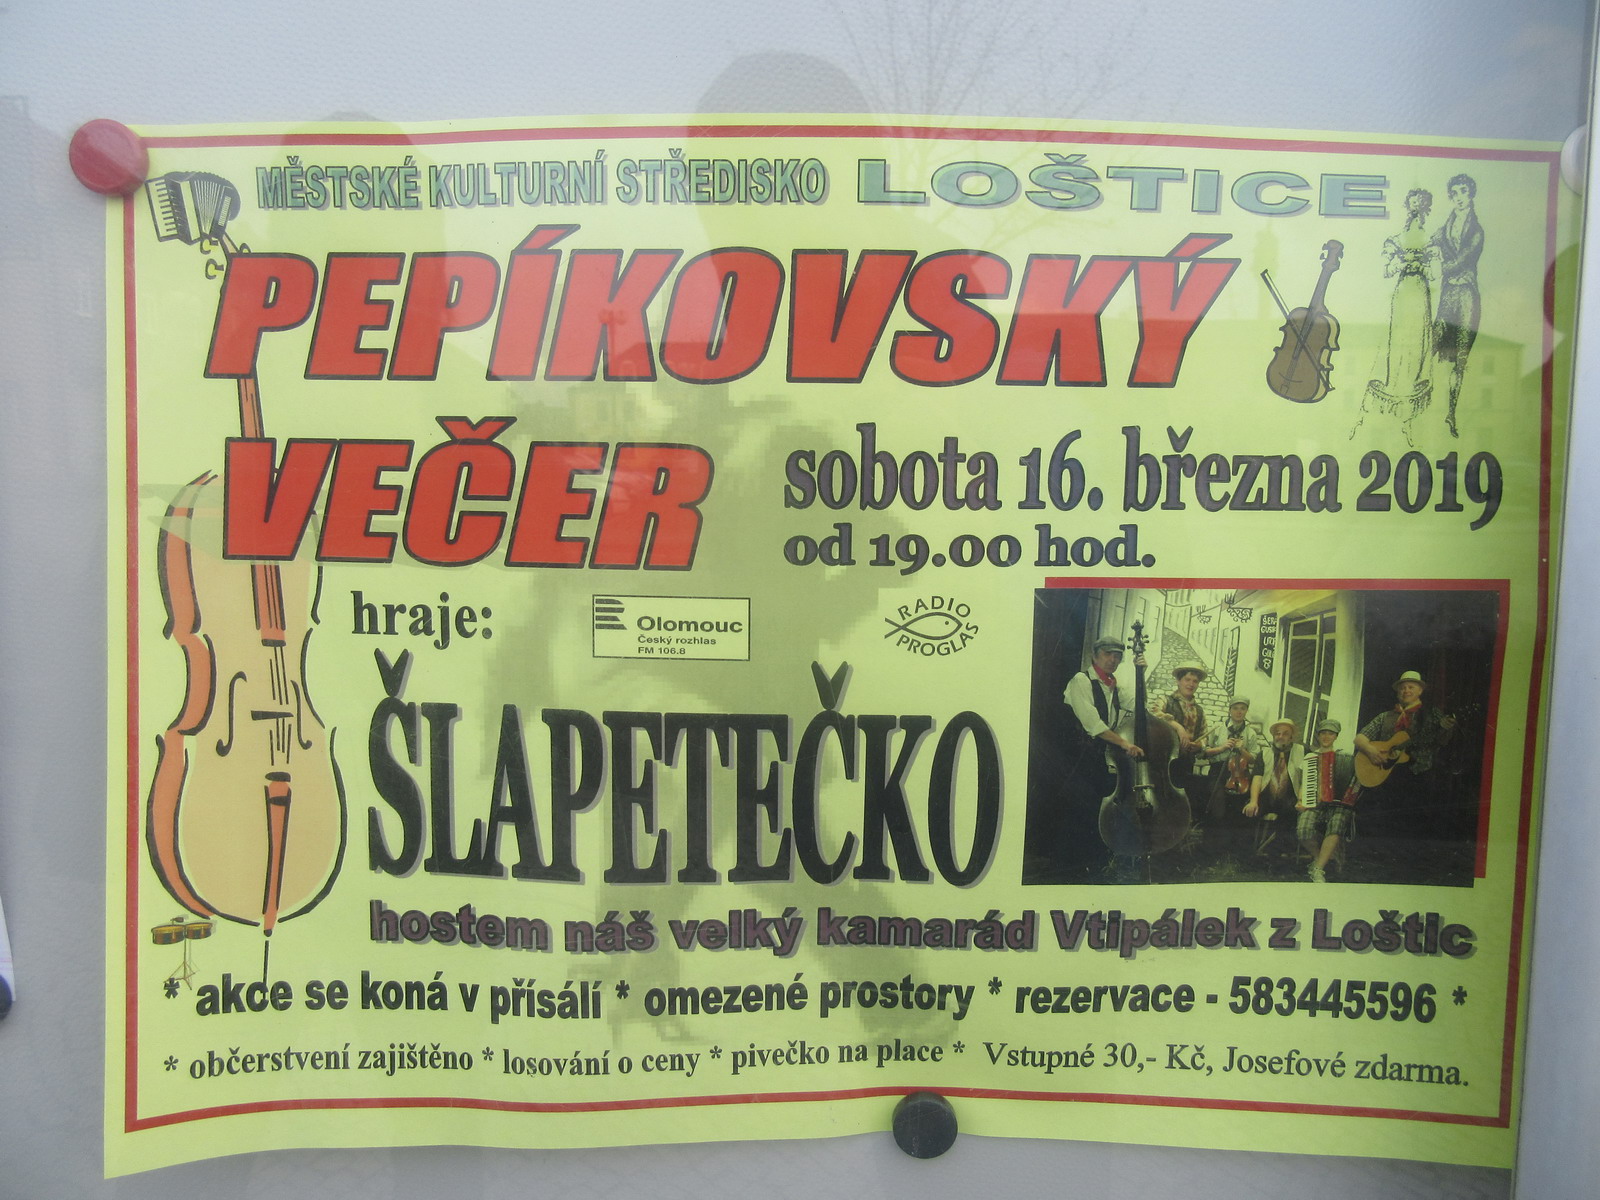 MĚSTSKÉ KULTURNÍ STŘEDISKO LOŠTICE
PEPÍKOVSKÝ
VEČER
sobota 16. března 2019
od 19.00 hod.
hraje:
Olomouc
Český rozhlas
FM 106.8
RADIO
PROGLAS
ŠLAPETEČKO
hostem náš velký kamarád Vtipálek z Loštic
* akce se koná v přísálí * omezené prostory * rezervace - 583445596 *
* občerstvení zajištěno * losování o ceny * pivečko na place * Vstupné 30,- Kč, Josefové zdarma.